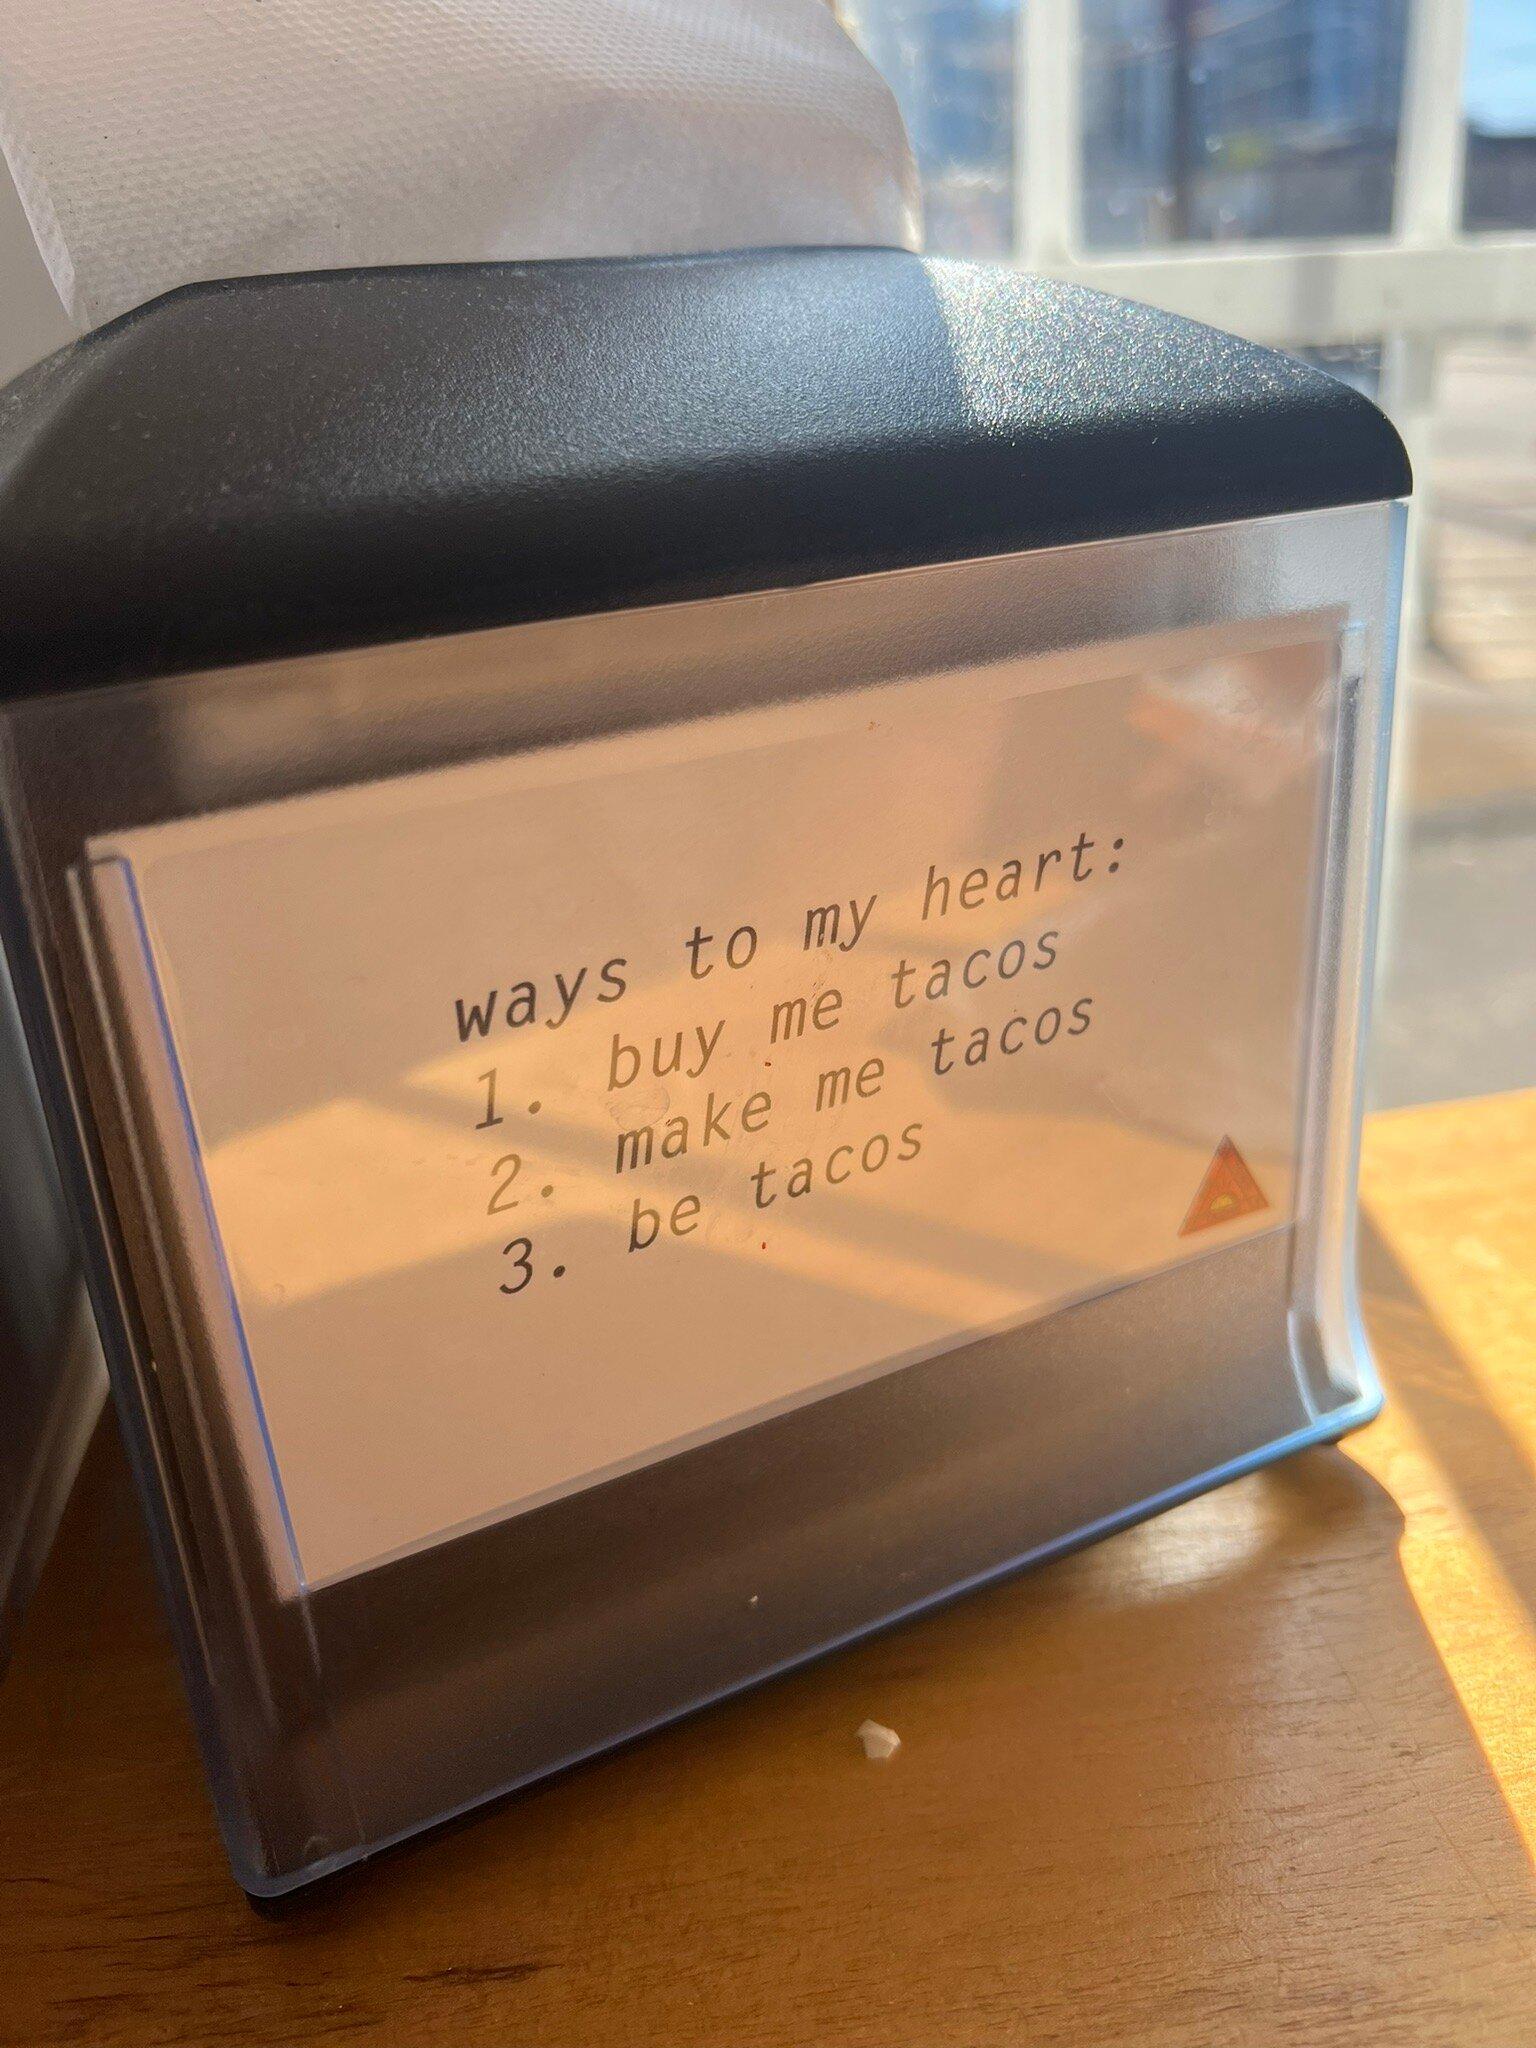 ways to my heart:
1. buy me tacos
2. make me tacos
3. be tacos